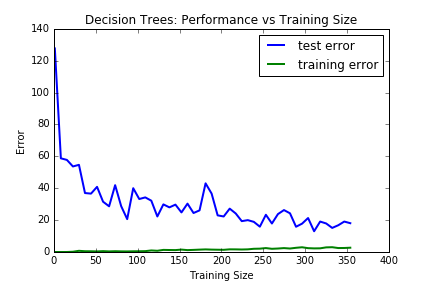 Decision Trees: Performance vs Training Size
140
120
100
80
60
40
20
0
Error
test error
training error
0 50 100 150 200 250 300 350 400
Training Size